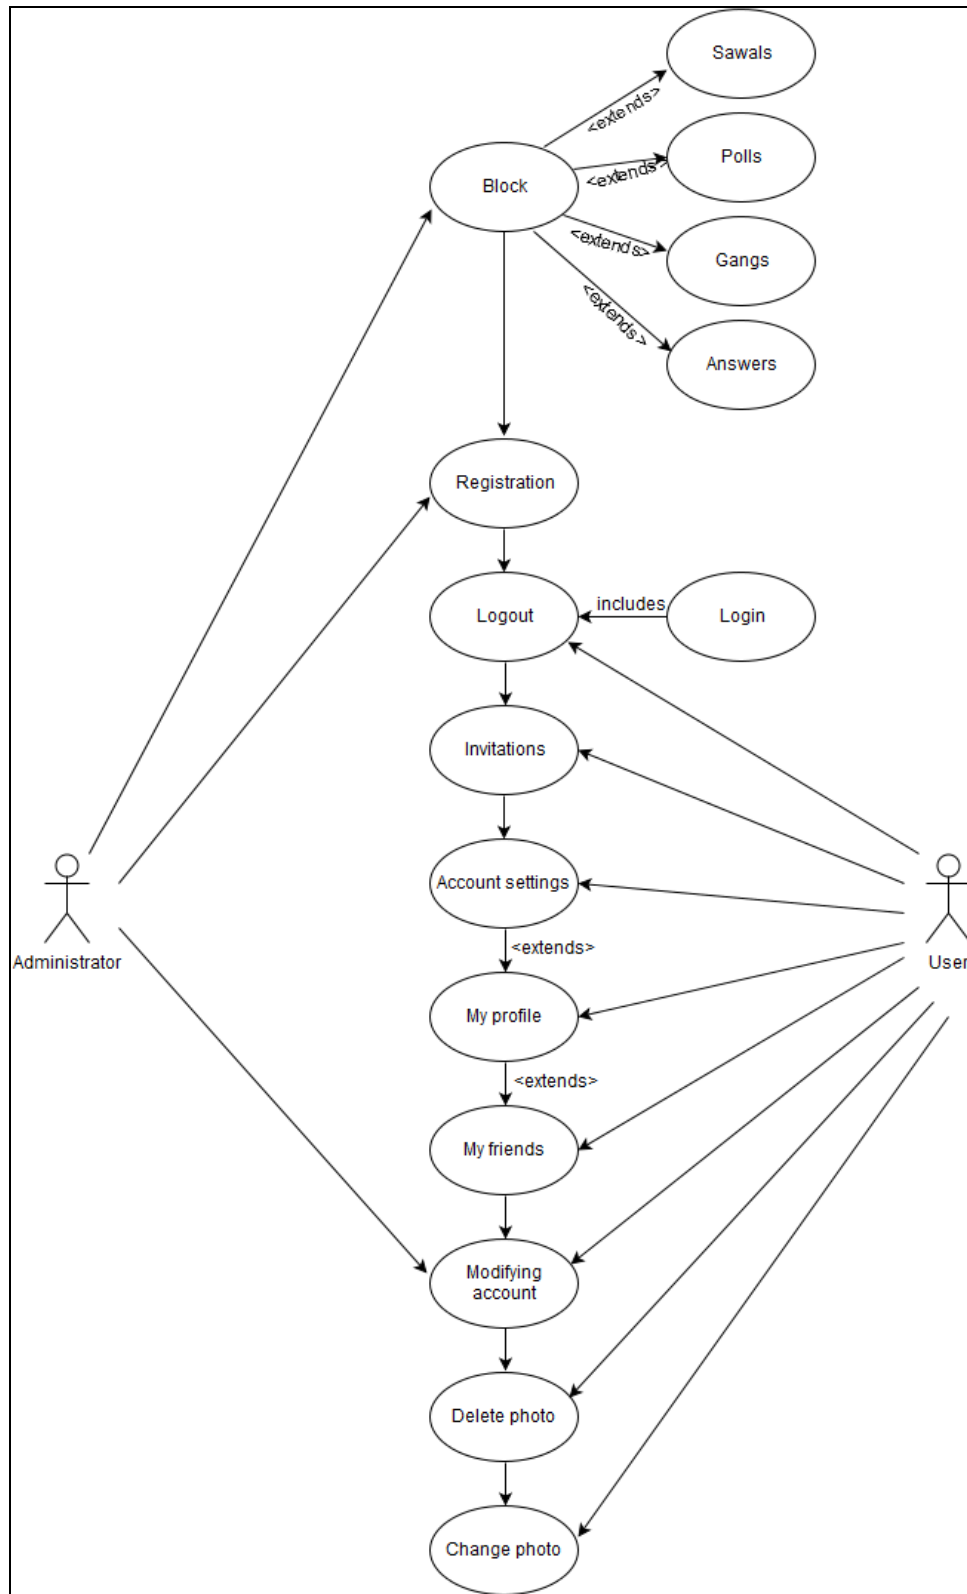 Sawals
<extends>
Polls
Block
<extends>
Gangs
<extends>
Answers
<extends>
Registration
Logout
includes
Login
Invitations
Account settings
Administrator
User
<extends>
My profile
<extends>
My friends
Modifying
account
Delete photo
Change photo